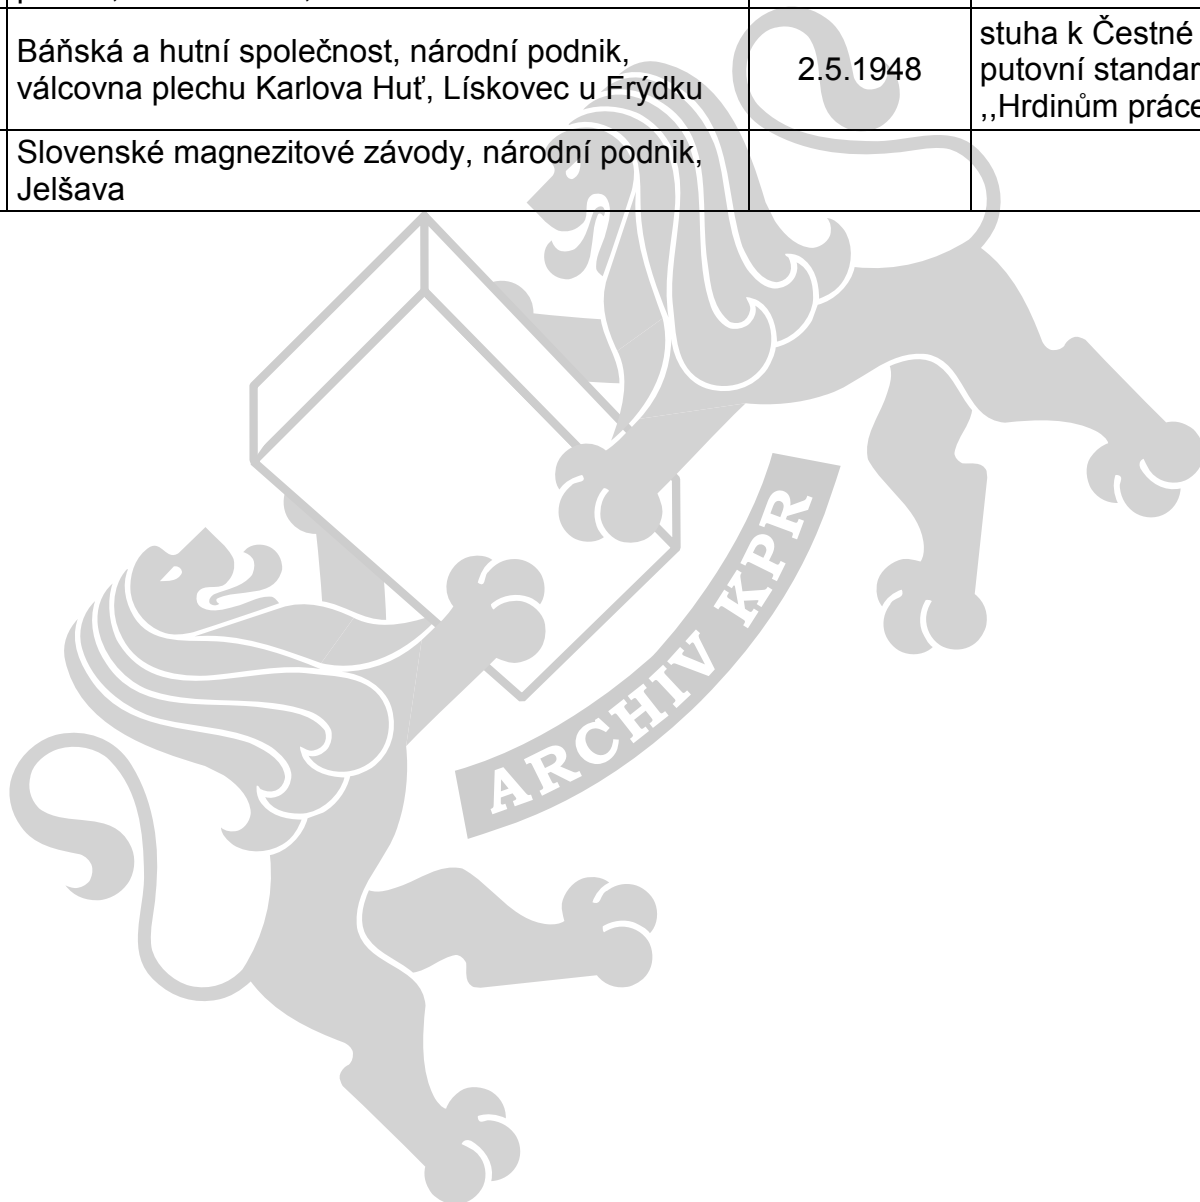 Báňská a hutní společnost, národní podnik,
válcovna plechu Karlova Huť, Lískovec u Frýdku
2.5.1948
stuha k Čestné
putovní standar
,,Hrdinům práce
Slovenské magnezitové závody, národní podnik,
Jelšava
ARCHIV KPR